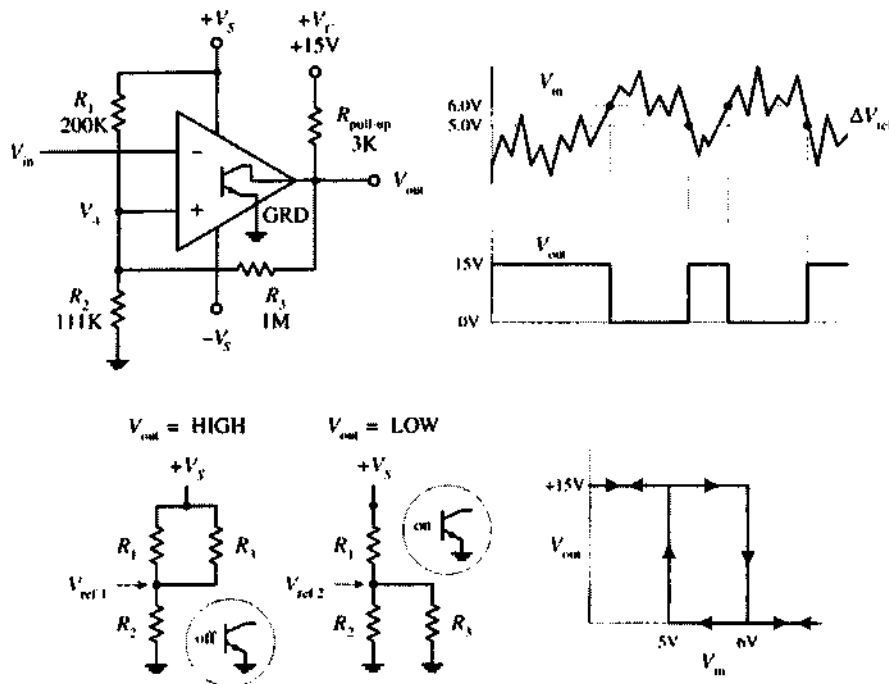 +V_S
+V_c
+15V
R_1
200K
R_pull-up
3K
V_in
−
V_out
V_+
+
GRD
R_2
111K
R_3
1M
−V_S
V_in
6.0V
5.0V
ΔV_ref
V_out
15V
0V
V_out = HIGH
V_out = LOW
+V_S
+V_S
R_1
R_3
R_1
on
V_ref 1
V_ref 2
R_2
off
R_2
R_3
+15V
V_out
5V
6V
V_in